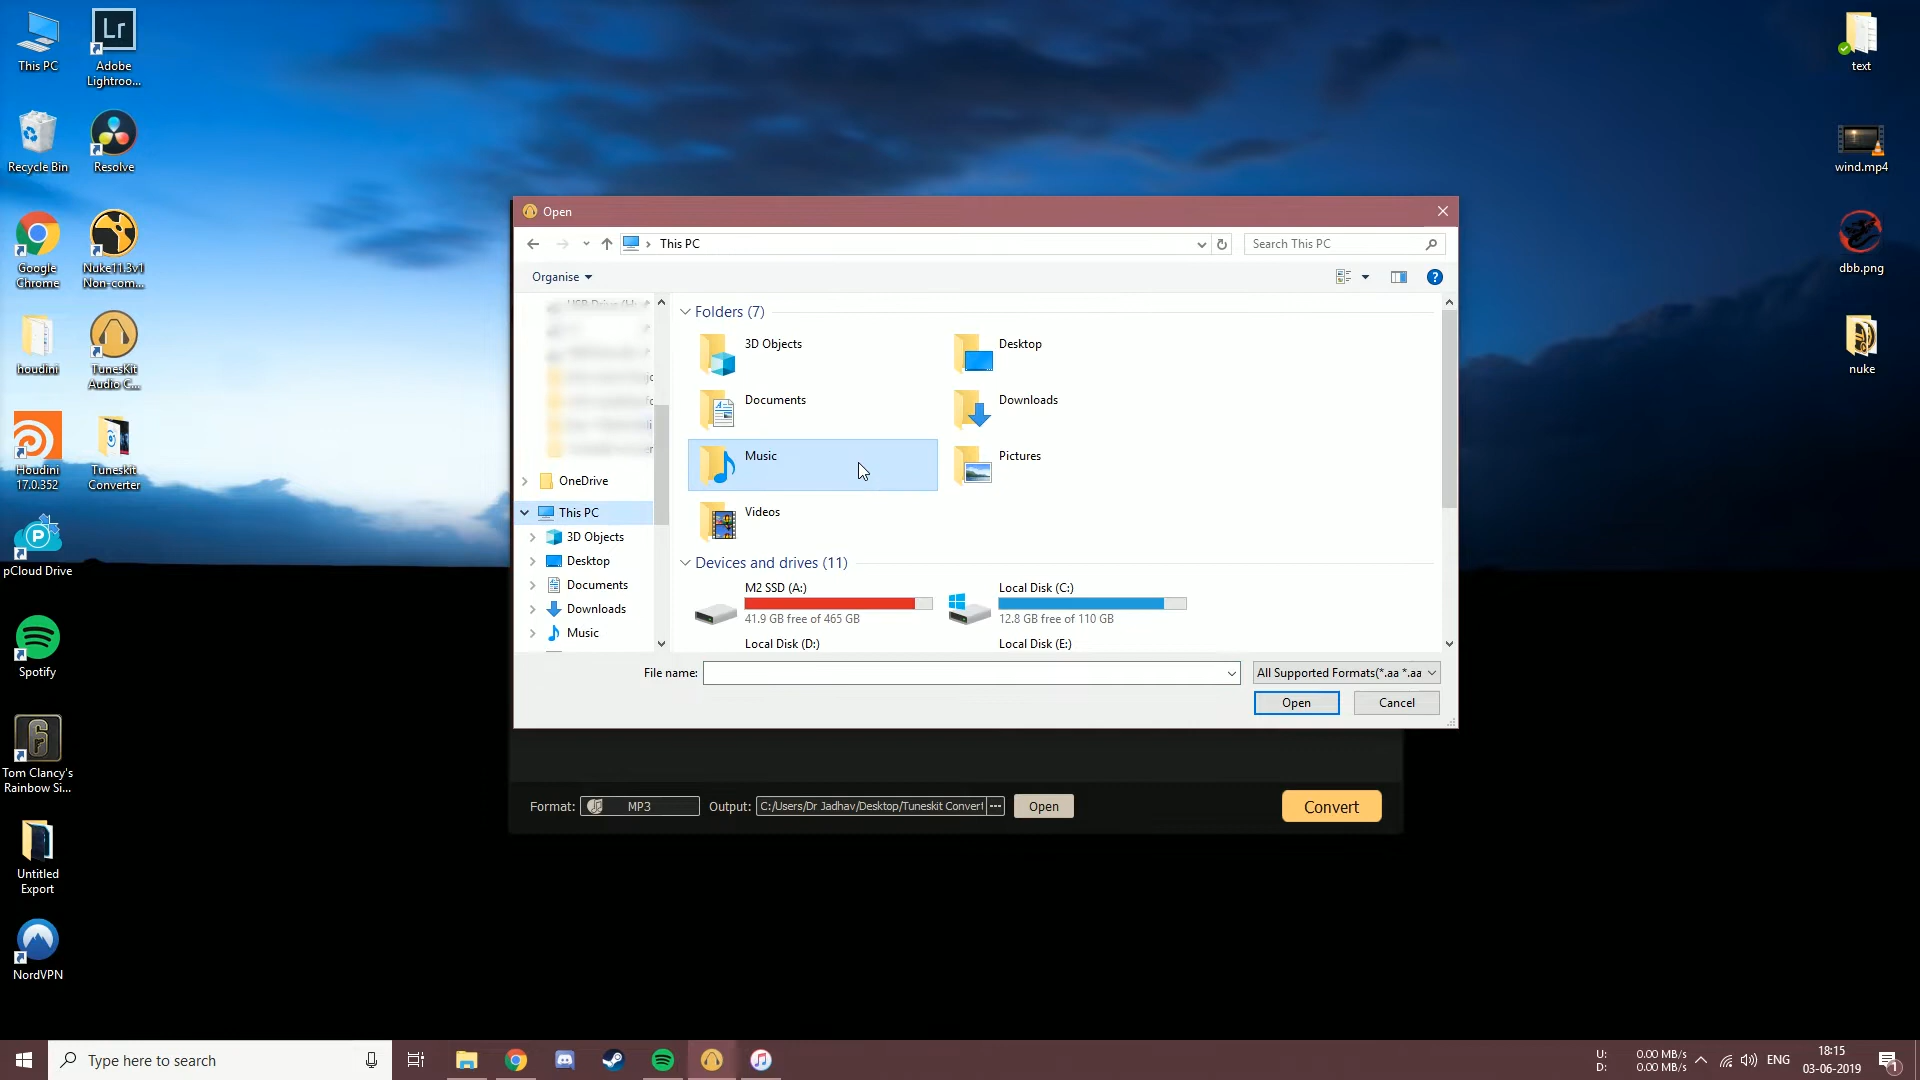 This PC
Adobe
Lightroo...
Recycle Bin
Resolve
Google
Chrome
Nuke11.3v1
Non-com...
houdini
TunesKit
Audio C...
Houdini
17.0.352
Tuneskit
Converter
pCloud Drive
Spotify
Tom Clancy's
Rainbow Si...
Untitled
Export
NordVPN
text
wind.mp4
dbb.png
nuke
Open
This PC
Search This PC
Organise
OneDrive
This PC
3D Objects
Desktop
Documents
Downloads
Music
Folders (7)
3D Objects
Desktop
Documents
Downloads
Music
Pictures
Videos
Devices and drives (11)
M2 SSD (A:)
41.9 GB free of 465 GB
Local Disk (C:)
12.8 GB free of 110 GB
Local Disk (D:)
Local Disk (E:)
File name:
All Supported Formats(*.aa *.aa
Open
Cancel
Format:
MP3
Output:
C:/Users/Dr Jadhav/Desktop/Tuneskit Convert
Open
Convert
Type here to search
U: 0.00 MB/s
D: 0.00 MB/s
ENG
18:15
03-06-2019
1